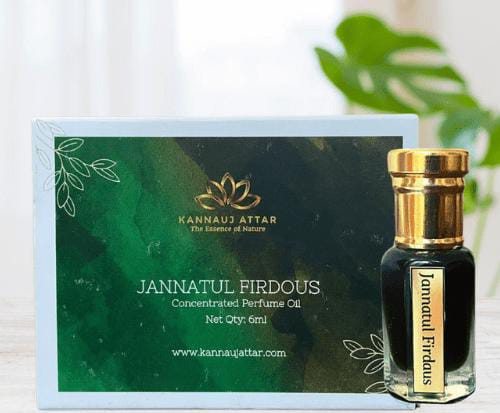 KANNAUJ ATTAR
The Essence of Nature
JANNATUL FIRDOUS
Concentrated Perfume Oil
Net Qty: 6ml
www.kannaujattar.com
Jannatul Firdaus